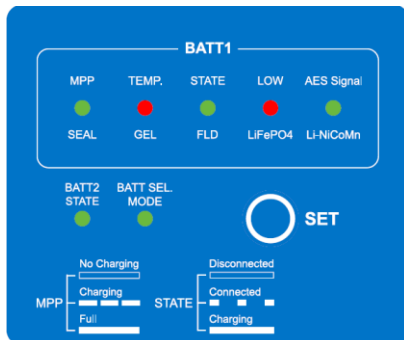 BATT1
MPP TEMP. STATE LOW AES Signal
SEAL GEL FLD LiFePO4 Li-NiCoMn
BATT2 STATE
BATT SEL. MODE
SET
MPP
No Charging
Charging
Full
STATE
Disconnected
Connected
Charging